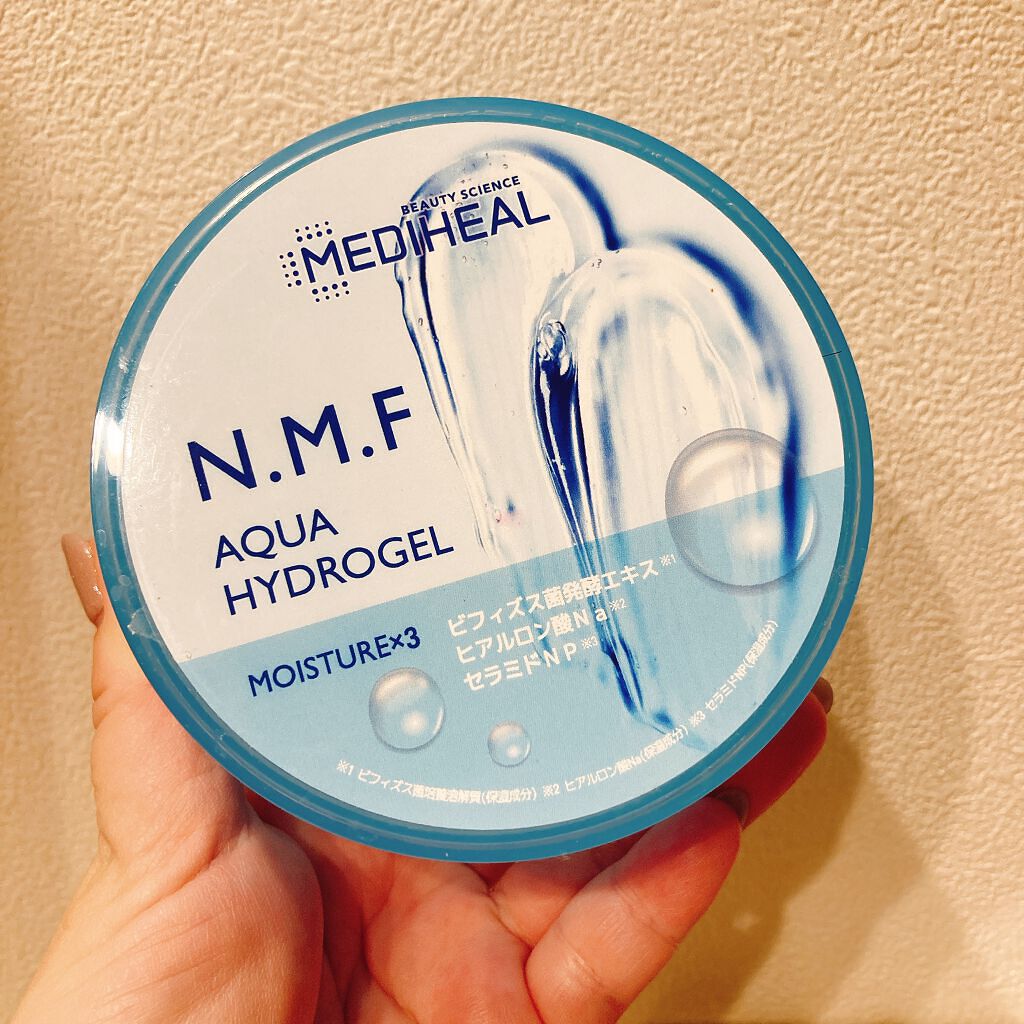 BEAUTY SCIENCE
MEDIHEAL
N.M.F
AQUA
HYDROGEL
MOISTURE×3
ビフィズス菌発酵エキス※1
ヒアルロン酸Na※2
セラミドNP※3
※1 ビフィズス菌培養溶解質(保湿成分) ※2 ヒアルロン酸Na(保湿成分) ※3 セラミドNP(保湿成分)